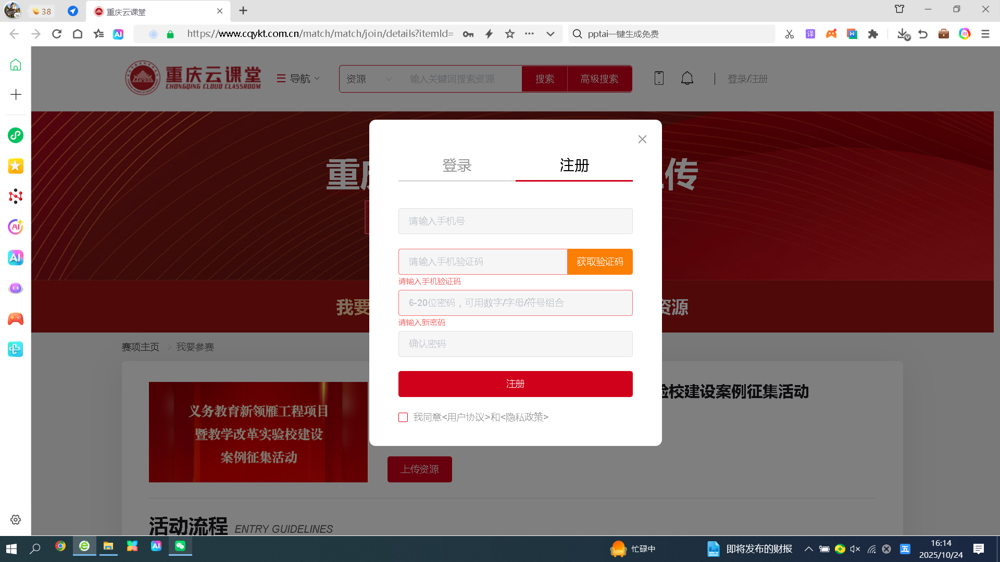 38
重庆云课堂
https://www.cqykt.com.cn/match/match/join/details?itemId=
pptai一键生成免费
译
W
AI
重庆云课堂
CHONGQING CLOUD CLASSROOM
导航
资源
输入关键词搜索资源
搜索
高级搜索
登录/注册
重庆
传
登录
注册
请输入手机号
请输入手机验证码
获取验证码
请输入手机验证码
6-20位密码，可用数字/字母/符号组合
请输入新密码
确认密码
注册
我同意<用户协议>和<隐私政策>
我要
资源
赛项主页
我要参赛
义务教育新领雁工程项目
暨教学改革实验校建设
案例征集活动
验校建设案例征集活动
上传资源
活动流程 ENTRY GUIDELINES
忙碌中
即将发布的财报
五
16:14
2025/10/24